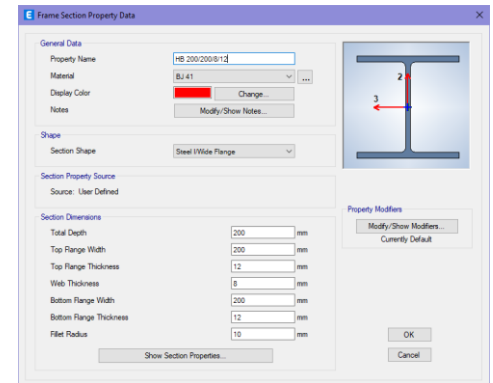 E Frame Section Property Data
General Data
Property Name HB 200/200/8/12
Material BJ 41 ...
Display Color Change...
Notes Modify/Show Notes...
Shape
Section Shape Steel I/Wide Flange
Section Property Source
Source: User Defined
Section Dimensions
Total Depth 200 mm
Top Flange Width 200 mm
Top Flange Thickness 12 mm
Web Thickness 8 mm
Bottom Flange Width 200 mm
Bottom Flange Thickness 12 mm
Fillet Radius 10 mm
Show Section Properties...
2
3
Property Modifiers
Modify/Show Modifiers...
Currently Default
OK
Cancel